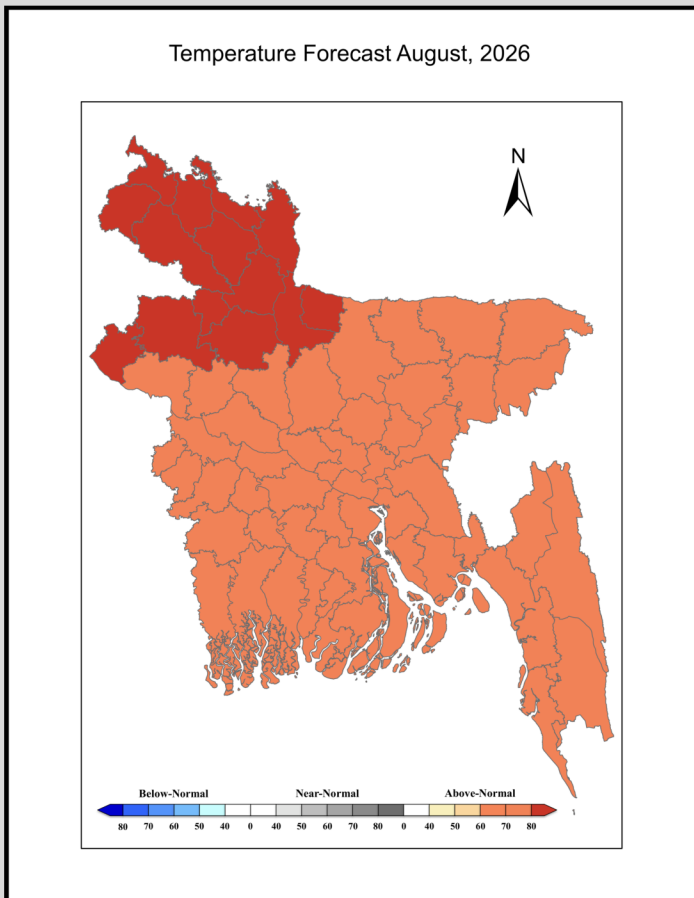 Temperature Forecast August, 2026
N
Below-Normal Near-Normal Above-Normal
80 70 60 50 40 0 40 50 60 70 80 0 40 50 60 70 80
1